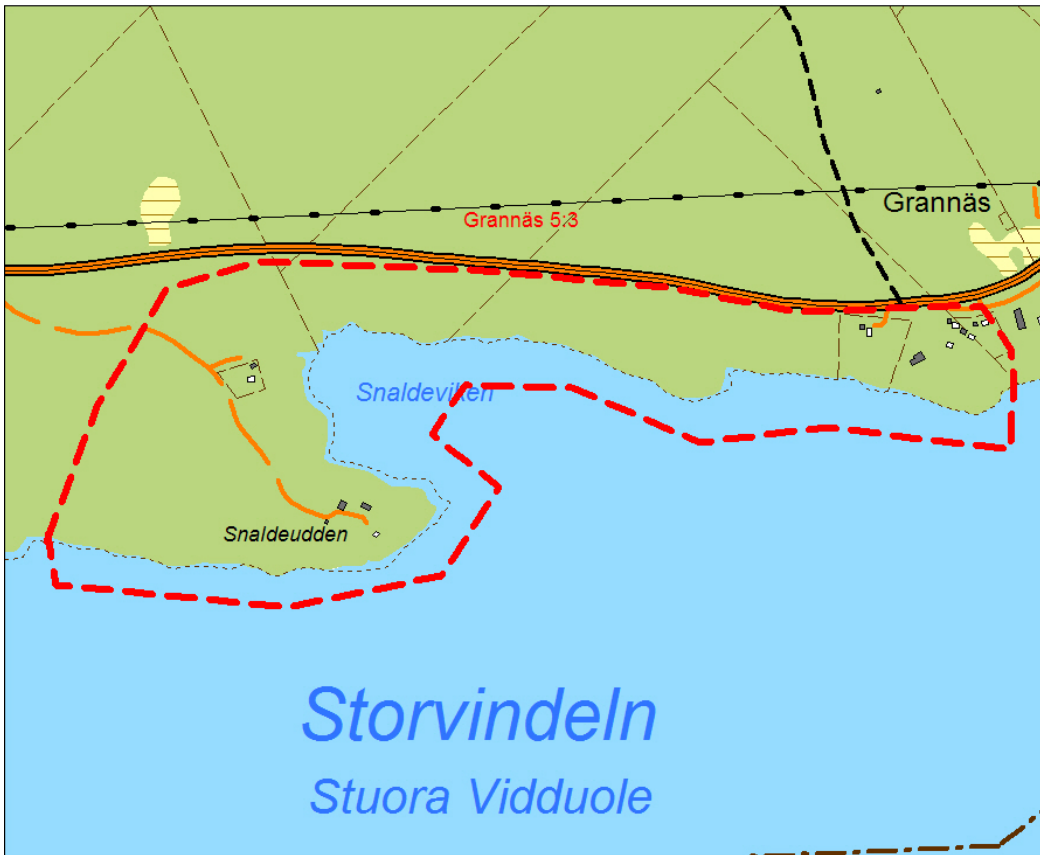 Grannäs
Grannäs 5:3
Snaldeviken
Snaldeudden
Storvindeln
Stuora Vidduole